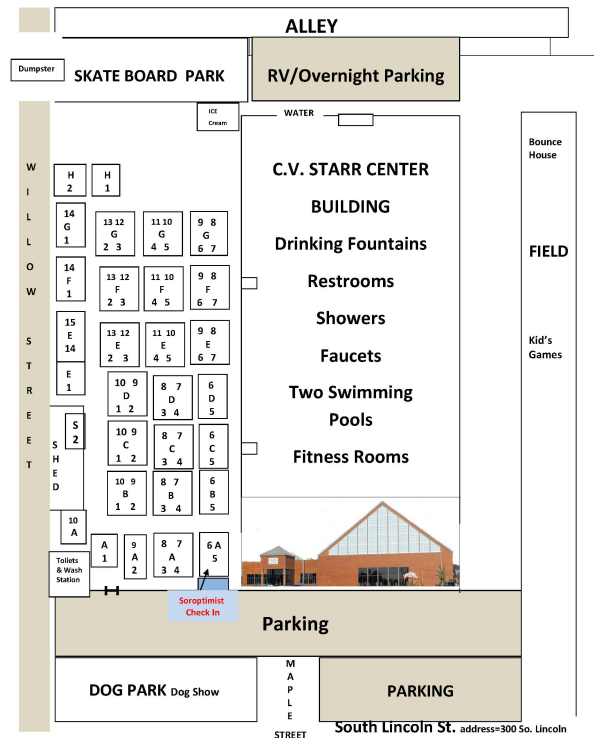 ALLEY
Dumpster
SKATE BOARD PARK
RV/Overnight Parking
ICE
Cream
WATER
Bounce
House
WILLOW STREET
H
2
H
1
C.V. STARR CENTER
BUILDING
Drinking Fountains
Restrooms
Showers
Faucets
Two Swimming
Pools
Fitness Rooms
FIELD
Kid's
Games
14
G
1
13 12
G
2 3
11 10
G
4 5
9 8
G
6 7
14
F
1
13 12
F
2 3
11 10
F
4 5
9 8
F
6 7
15
E
14
13 12
E
2 3
11 10
E
4 5
9 8
E
6 7
E
1
10 9
D
1 2
8 7
D
3 4
6
D
5
S
2
SHED
10 9
C
1 2
8 7
C
3 4
6
C
5
10 9
B
1 2
8 7
B
3 4
6
B
5
10
A
A
1
9
A
2
8 7
A
3 4
6 A
5
Toilets
& Wash
Station
Soroptimist
Check In
Parking
DOG PARK Dog Show
MAPLE
STREET
PARKING
South Lincoln St. address=300 So. Lincoln